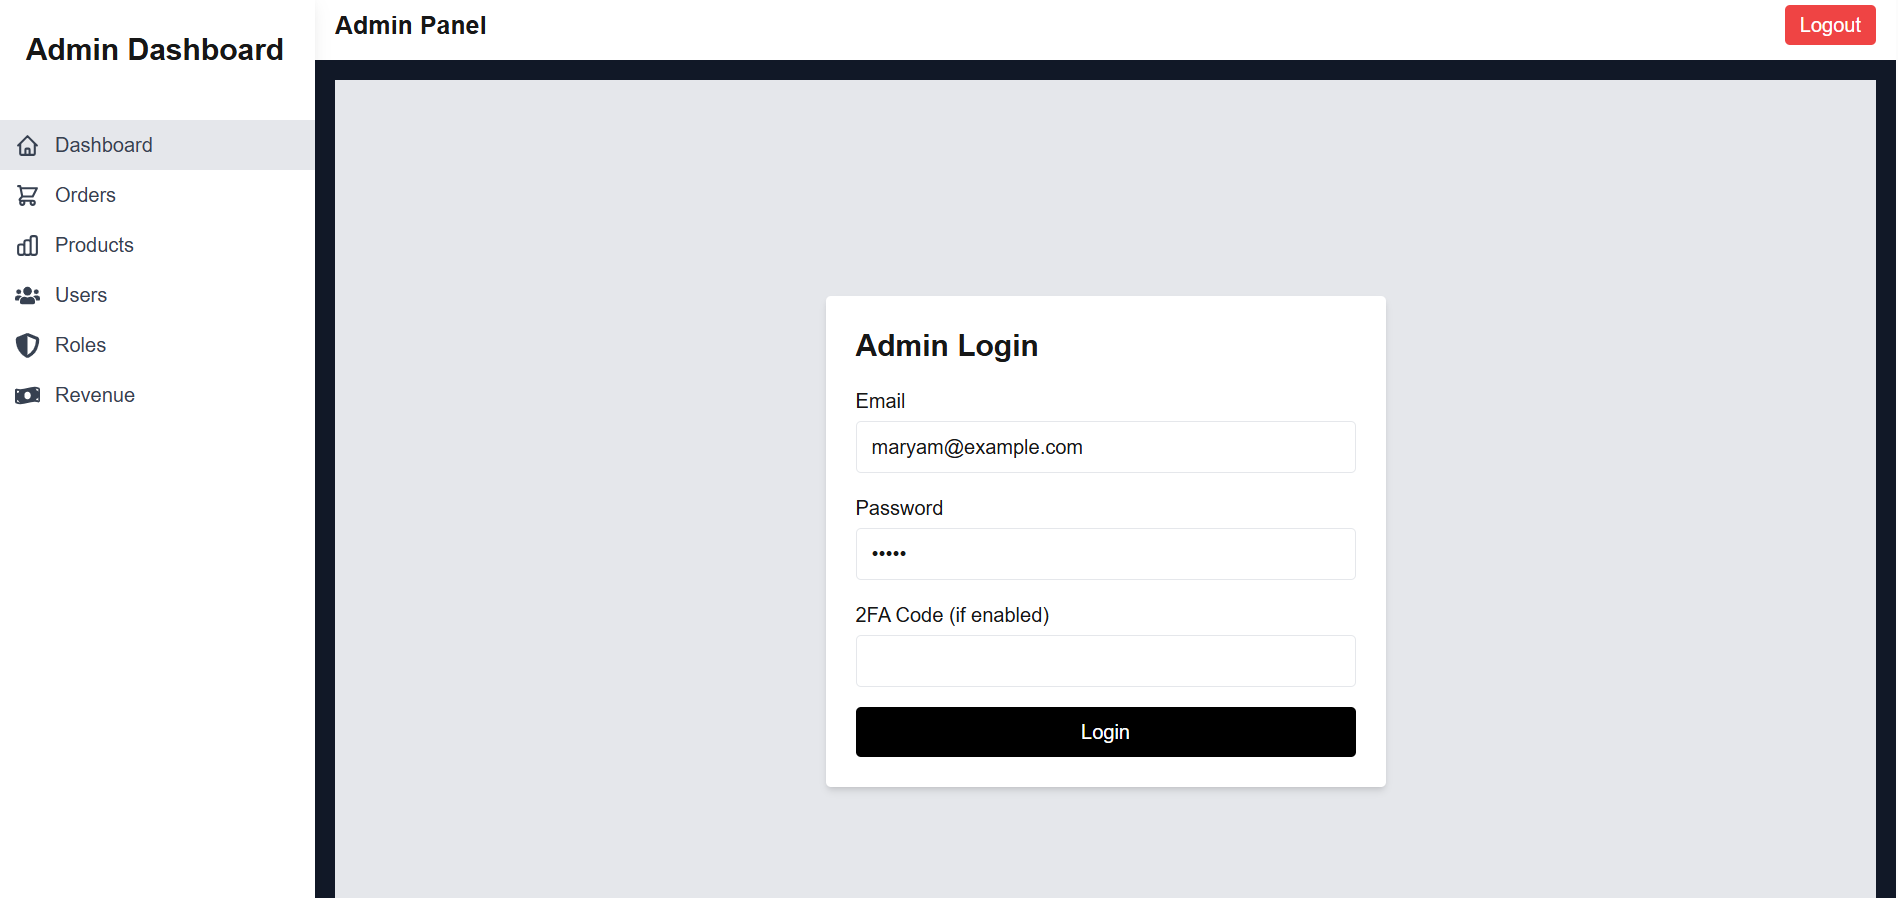 Admin Dashboard
Dashboard
Orders
Products
Users
Roles
Revenue
Admin Panel
Logout
Admin Login
Email
maryam@example.com
Password
•••••
2FA Code (if enabled)
Login